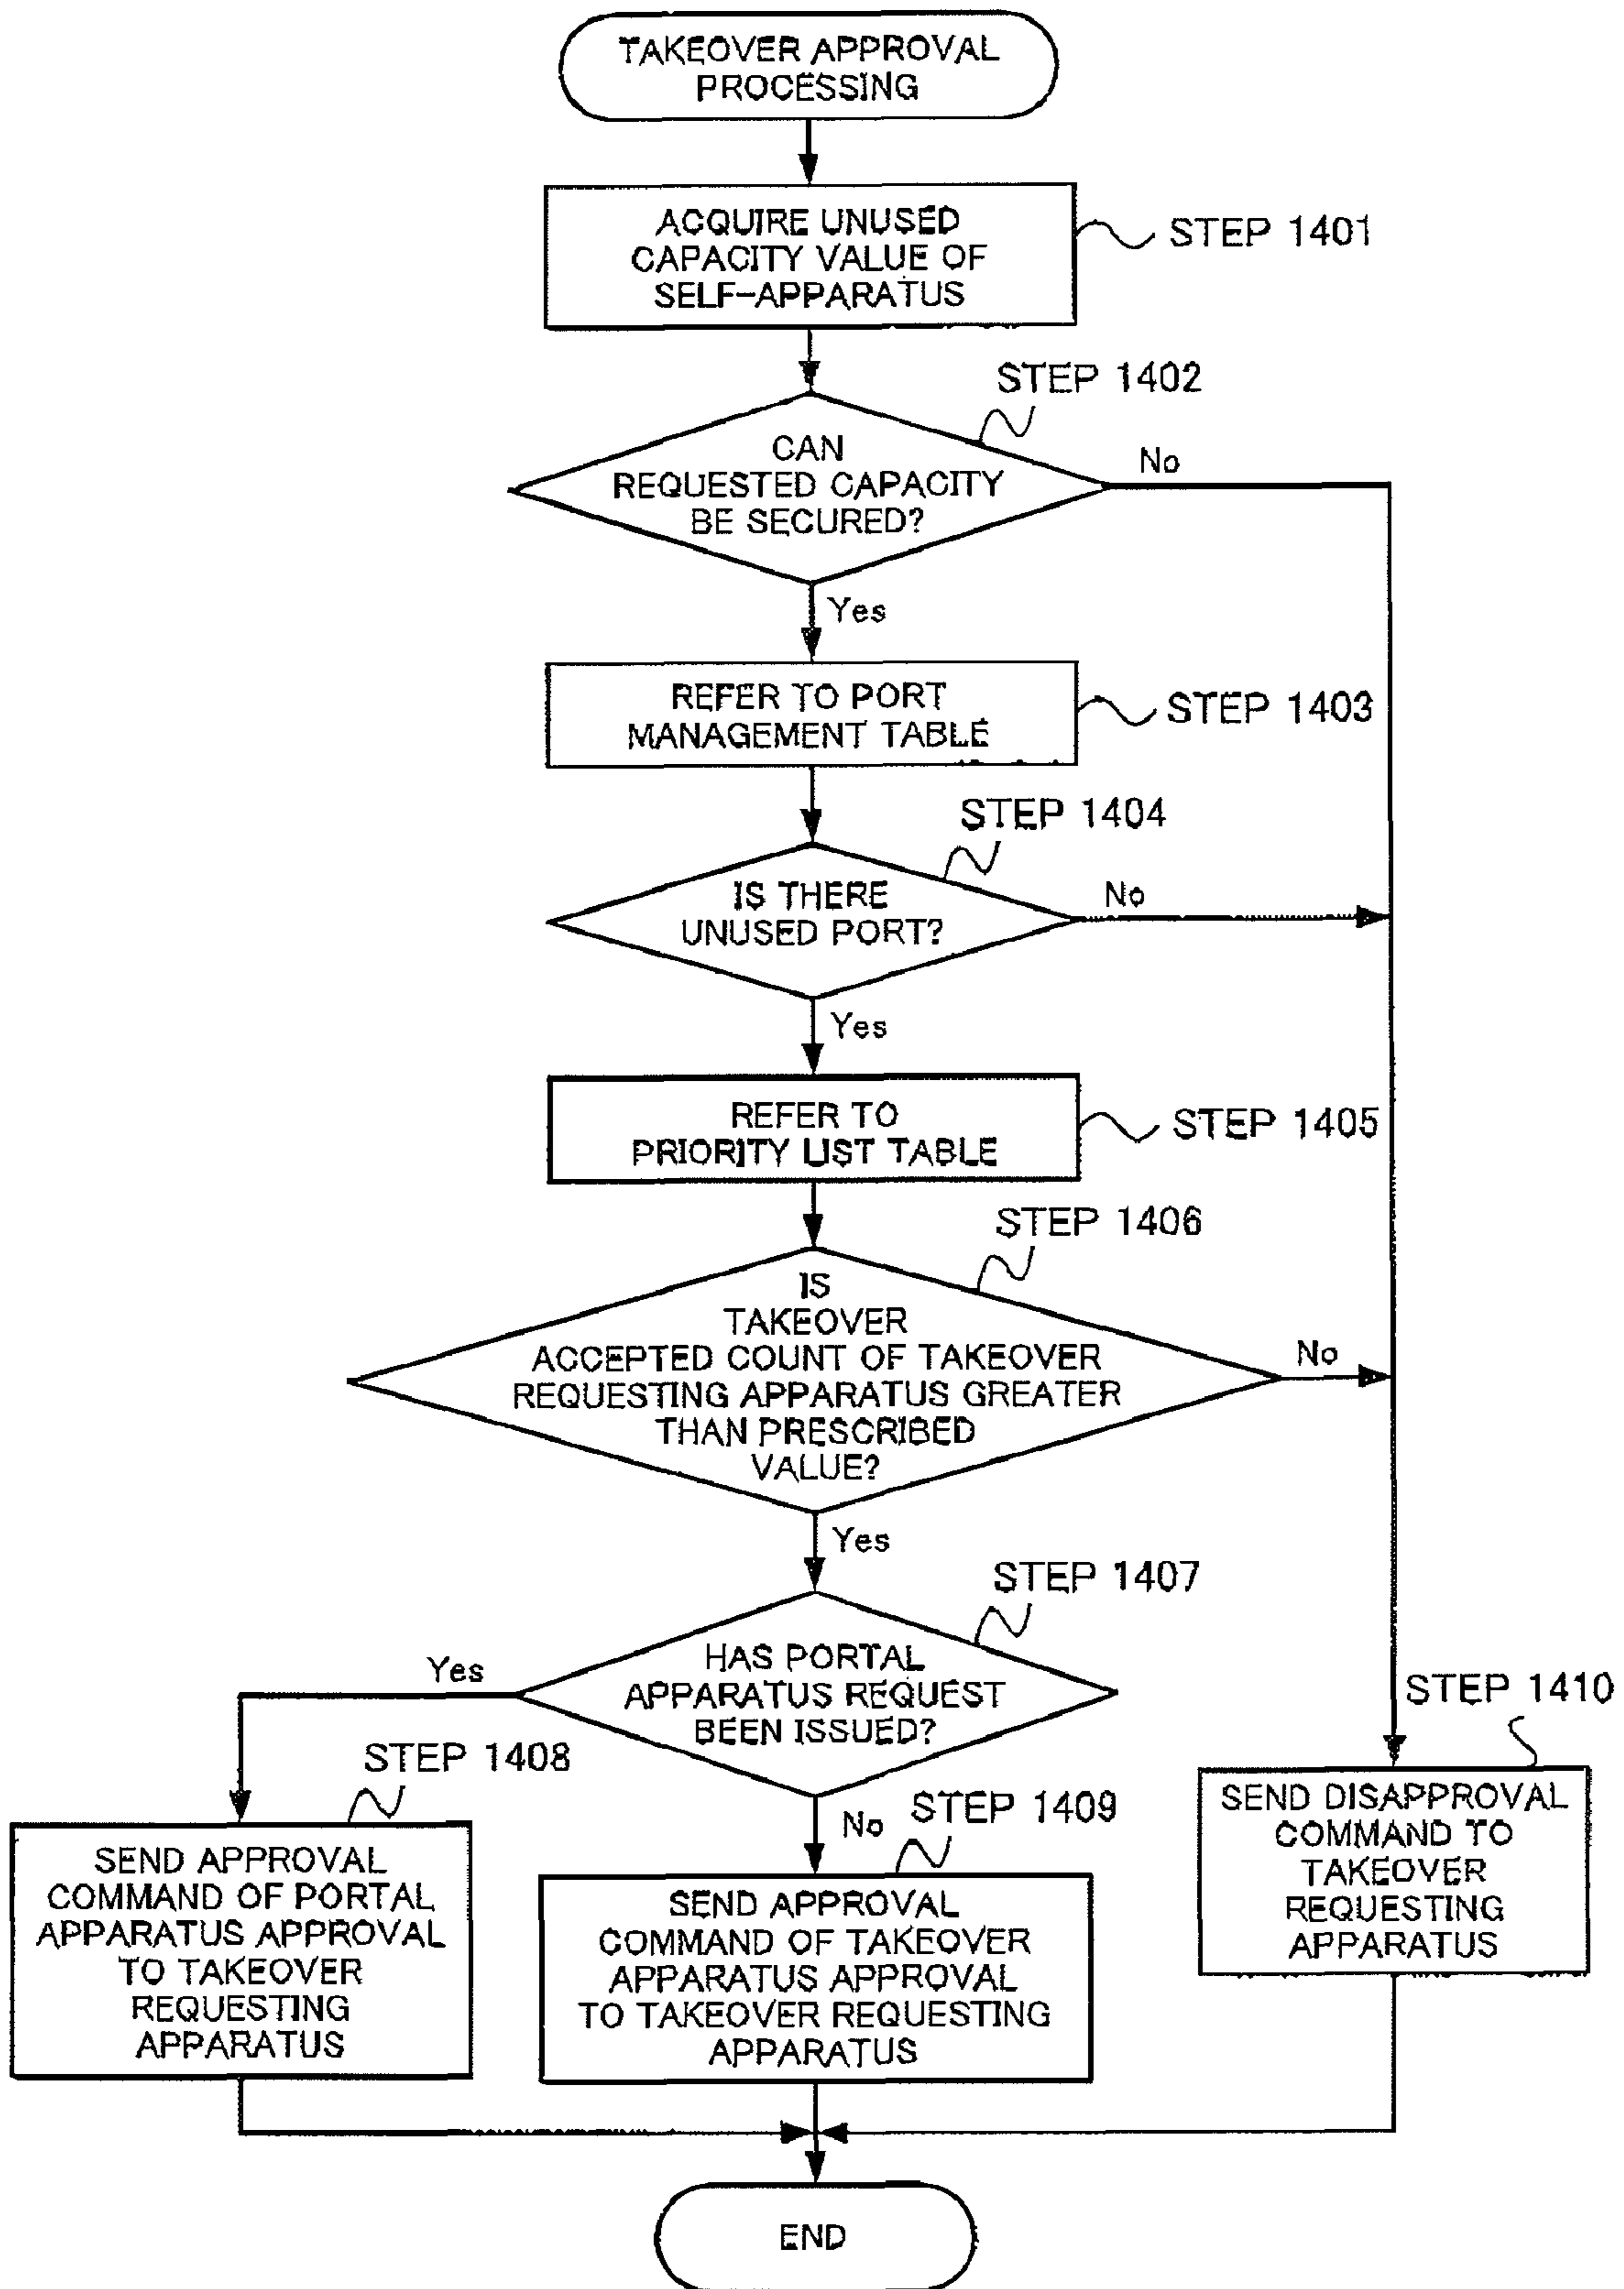 TAKEOVER APPROVAL
PROCESSING
ACQUIRE UNUSED
CAPACITY VALUE OF
SELF-APPARATUS
STEP 1401
STEP 1402
CAN
REQUESTED CAPACITY
BE SECURED?
No
Yes
REFER TO PORT
MANAGEMENT TABLE
STEP 1403
STEP 1404
IS THERE
UNUSED PORT?
No
Yes
REFER TO
PRIORITY LIST TABLE
STEP 1405
STEP 1406
IS
TAKEOVER
ACCEPTED COUNT OF TAKEOVER
REQUESTING APPARATUS GREATER
THAN PRESCRIBED
VALUE?
No
Yes
STEP 1407
HAS PORTAL
APPARATUS REQUEST
BEEN ISSUED?
Yes
No
STEP 1408
SEND APPROVAL
COMMAND OF PORTAL
APPARATUS APPROVAL
TO TAKEOVER
REQUESTING
APPARATUS
STEP 1409
SEND APPROVAL
COMMAND OF TAKEOVER
APPARATUS APPROVAL
TO TAKEOVER REQUESTING
APPARATUS
STEP 1410
SEND DISAPPROVAL
COMMAND TO
TAKEOVER
REQUESTING
APPARATUS
END